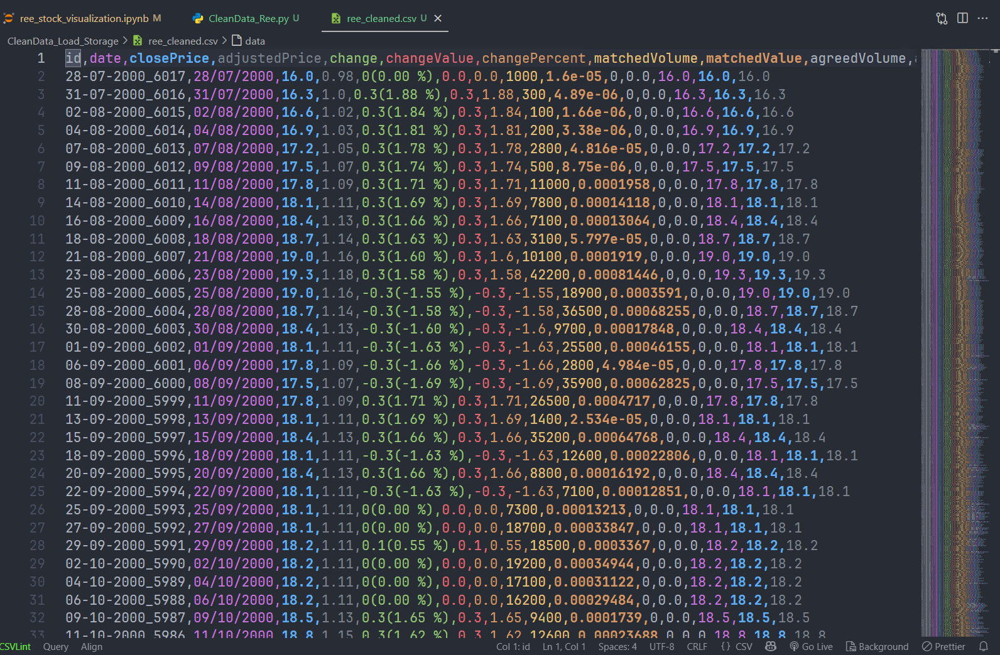 ree_stock_visualization.ipynb M CleanData_Ree.py U ree_cleaned.csv U
CleanData_Load_Storage > ree_cleaned.csv > data
1 id,date,closePrice,adjustedPrice,change,changeValue,changePercent,matchedVolume,matchedValue,agreedVolume,
2 28-07-2000_6017,28/07/2000,16.0,0.98,0(0.00 %),0.0,0.0,1000,1.6e-05,0,0.0,16.0,16.0,16.0
3 31-07-2000_6016,31/07/2000,16.3,1.0,0.3(1.88 %),0.3,1.88,300,4.89e-06,0,0.0,16.3,16.3,16.3
4 02-08-2000_6015,02/08/2000,16.6,1.02,0.3(1.84 %),0.3,1.84,100,1.66e-06,0,0.0,16.6,16.6,16.6
5 04-08-2000_6014,04/08/2000,16.9,1.03,0.3(1.81 %),0.3,1.81,200,3.38e-06,0,0.0,16.9,16.9,16.9
6 07-08-2000_6013,07/08/2000,17.2,1.05,0.3(1.78 %),0.3,1.78,2800,4.816e-05,0,0.0,17.2,17.2,17.2
7 09-08-2000_6012,09/08/2000,17.5,1.07,0.3(1.74 %),0.3,1.74,500,8.75e-06,0,0.0,17.5,17.5,17.5
8 11-08-2000_6011,11/08/2000,17.8,1.09,0.3(1.71 %),0.3,1.71,11000,0.0001958,0,0.0,17.8,17.8,17.8
9 14-08-2000_6010,14/08/2000,18.1,1.11,0.3(1.69 %),0.3,1.69,7800,0.00014118,0,0.0,18.1,18.1,18.1
10 16-08-2000_6009,16/08/2000,18.4,1.13,0.3(1.66 %),0.3,1.66,7100,0.00013064,0,0.0,18.4,18.4,18.4
11 18-08-2000_6008,18/08/2000,18.7,1.14,0.3(1.63 %),0.3,1.63,3100,5.797e-05,0,0.0,18.7,18.7,18.7
12 21-08-2000_6007,21/08/2000,19.0,1.16,0.3(1.60 %),0.3,1.6,10100,0.0001919,0,0.0,19.0,19.0,19.0
13 23-08-2000_6006,23/08/2000,19.3,1.18,0.3(1.58 %),0.3,1.58,42200,0.00081446,0,0.0,19.3,19.3,19.3
14 25-08-2000_6005,25/08/2000,19.0,1.16,-0.3(-1.55 %),-0.3,-1.55,18900,0.0003591,0,0.0,19.0,19.0,19.0
15 28-08-2000_6004,28/08/2000,18.7,1.14,-0.3(-1.58 %),-0.3,-1.58,36500,0.00068255,0,0.0,18.7,18.7,18.7
16 30-08-2000_6003,30/08/2000,18.4,1.13,-0.3(-1.60 %),-0.3,-1.6,9700,0.00017848,0,0.0,18.4,18.4,18.4
17 01-09-2000_6002,01/09/2000,18.1,1.11,-0.3(-1.63 %),-0.3,-1.63,25500,0.00046155,0,0.0,18.1,18.1,18.1
18 06-09-2000_6001,06/09/2000,17.8,1.09,-0.3(-1.66 %),-0.3,-1.66,2800,4.984e-05,0,0.0,17.8,17.8,17.8
19 08-09-2000_6000,08/09/2000,17.5,1.07,-0.3(-1.69 %),-0.3,-1.69,35900,0.00062825,0,0.0,17.5,17.5,17.5
20 11-09-2000_5999,11/09/2000,17.8,1.09,0.3(1.71 %),0.3,1.71,26500,0.0004717,0,0.0,17.8,17.8,17.8
21 13-09-2000_5998,13/09/2000,18.1,1.11,0.3(1.69 %),0.3,1.69,1400,2.534e-05,0,0.0,18.1,18.1,18.1
22 15-09-2000_5997,15/09/2000,18.4,1.13,0.3(1.66 %),0.3,1.66,35200,0.00064768,0,0.0,18.4,18.4,18.4
23 18-09-2000_5996,18/09/2000,18.1,1.11,-0.3(-1.63 %),-0.3,-1.63,12600,0.00022806,0,0.0,18.1,18.1,18.1
24 20-09-2000_5995,20/09/2000,18.4,1.13,0.3(1.66 %),0.3,1.66,8800,0.00016192,0,0.0,18.4,18.4,18.4
25 22-09-2000_5994,22/09/2000,18.1,1.11,-0.3(-1.63 %),-0.3,-1.63,7100,0.00012851,0,0.0,18.1,18.1,18.1
26 25-09-2000_5993,25/09/2000,18.1,1.11,0(0.00 %),0.0,0.0,7300,0.00013213,0,0.0,18.1,18.1,18.1
27 27-09-2000_5992,27/09/2000,18.1,1.11,0(0.00 %),0.0,0.0,18700,0.00033847,0,0.0,18.1,18.1,18.1
28 29-09-2000_5991,29/09/2000,18.2,1.11,0.1(0.55 %),0.1,0.55,18500,0.0003367,0,0.0,18.2,18.2,18.2
29 02-10-2000_5990,02/10/2000,18.2,1.11,0(0.00 %),0.0,0.0,19200,0.00034944,0,0.0,18.2,18.2,18.2
30 04-10-2000_5989,04/10/2000,18.2,1.11,0(0.00 %),0.0,0.0,17100,0.00031122,0,0.0,18.2,18.2,18.2
31 06-10-2000_5988,06/10/2000,18.2,1.11,0(0.00 %),0.0,0.0,16200,0.00029484,0,0.0,18.2,18.2,18.2
32 09-10-2000_5987,09/10/2000,18.5,1.13,0.3(1.65 %),0.3,1.65,9400,0.0001739,0,0.0,18.5,18.5,18.5
33 11-10-2000_5986,11/10/2000,18.8,1.15,0.3(1.62 %),0.3,1.62,12600,0.00023688,0,0.0,18.8,18.8,18.8
CSVLint Query Align Col 1: id Ln 1, Col 1 Spaces: 4 UTF-8 CRLF {} CSV Go Live Background Prettier